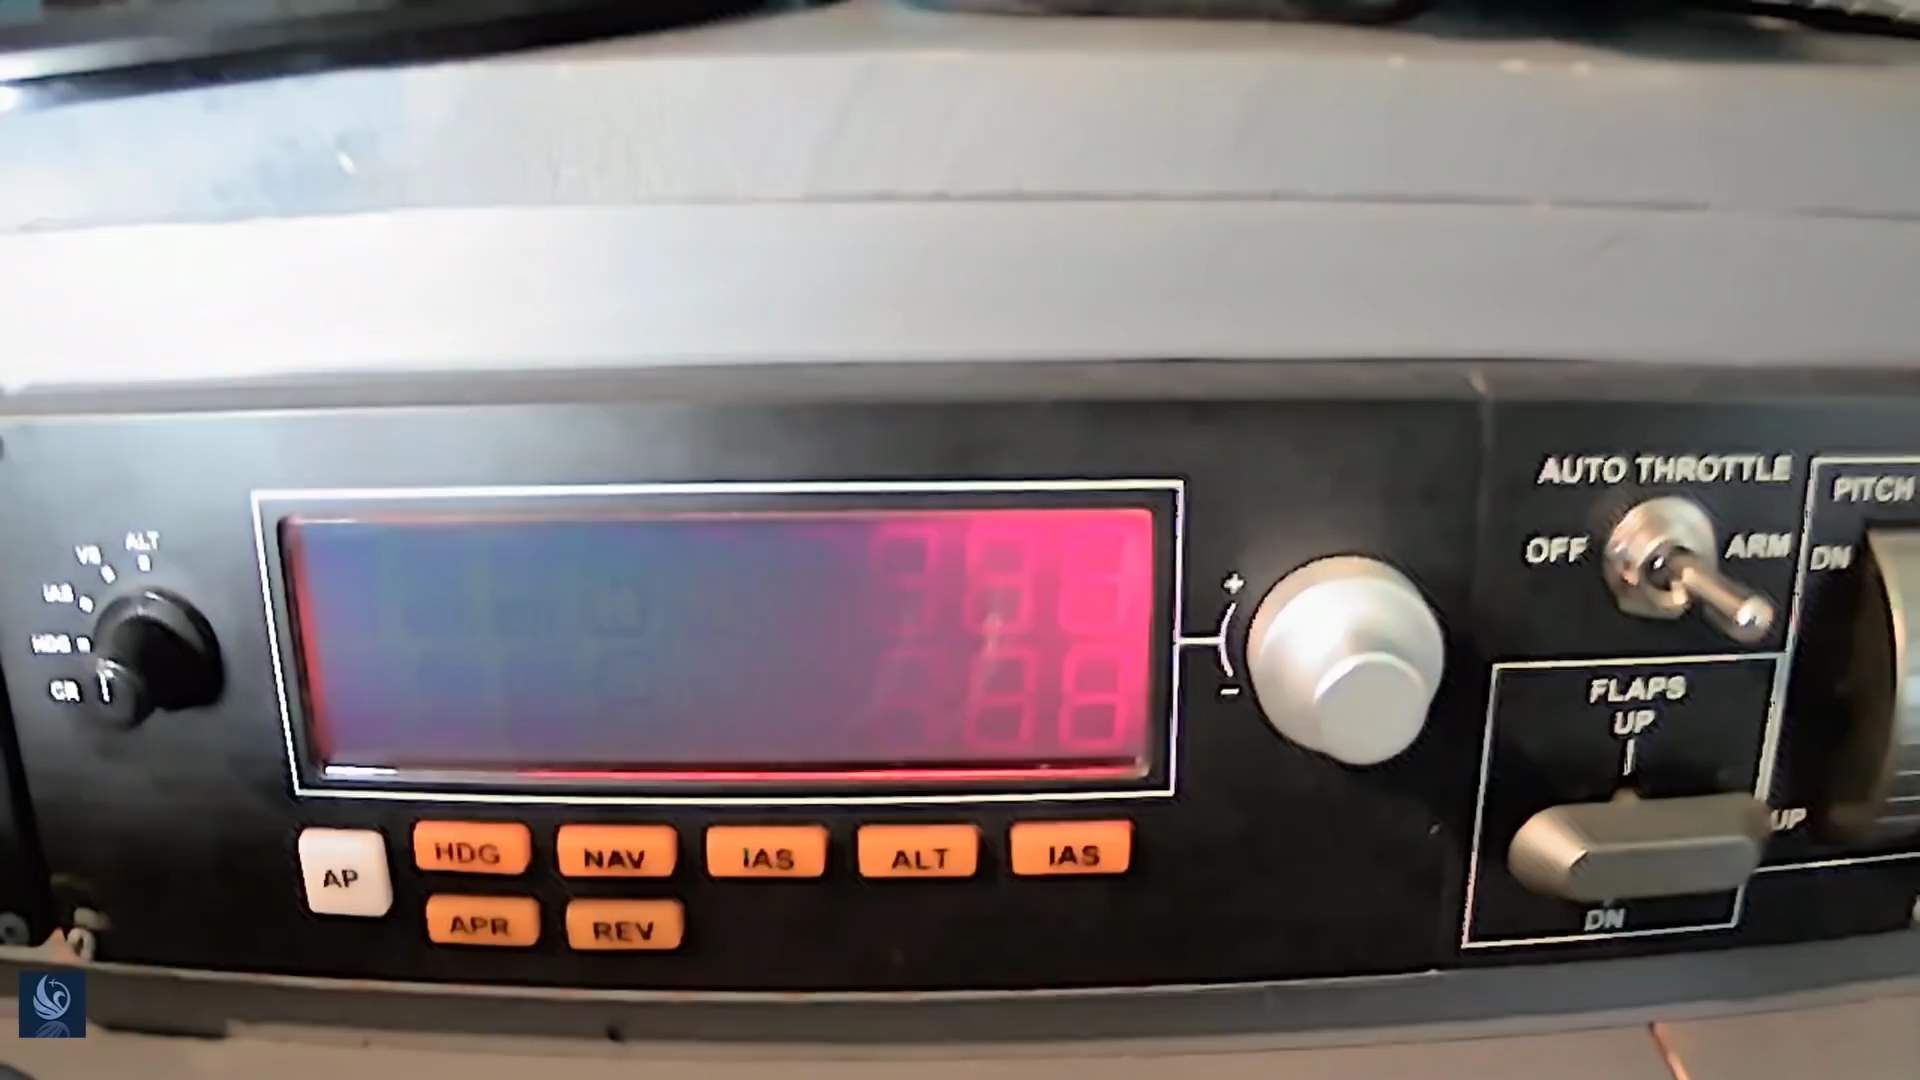 AUTO THROTTLE
OFF
ARM
PITCH
DN
UP
ALT
VS
IAS
HDG
CR
+
-
FLAPS
UP
DN
AP
HDG
NAV
IAS
ALT
IAS
APR
REV